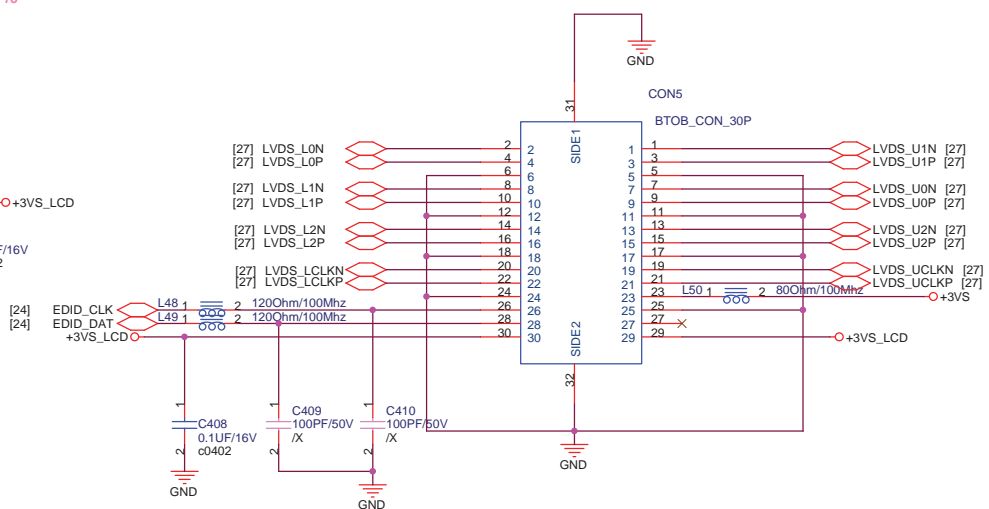 GND
CON5
BTOB_CON_30P
31
SIDE1
[27] LVDS_L0N 2 2 1 1 LVDS_U1N [27]
[27] LVDS_L0P 4 4 3 3 LVDS_U1P [27]
6 6 5 5
[27] LVDS_L1N 8 8 7 7 LVDS_U0N [27]
[27] LVDS_L1P 10 10 9 9 LVDS_U0P [27]
+3VS_LCD
12 12 11 11
[27] LVDS_L2N 14 14 13 13 LVDS_U2N [27]
[27] LVDS_L2P 16 16 15 15 LVDS_U2P [27]
/16V
18 18 17 17
[27] LVDS_LCLKN 20 20 19 19 LVDS_UCLKN [27]
[27] LVDS_LCLKP 22 22 21 21 LVDS_UCLKP [27]
24 24 23 23 L50 1 2 80Ohm/100Mhz +3VS
[24] EDID_CLK L48 1 2 120Ohm/100Mhz 26 26 25 25
[24] EDID_DAT L49 1 2 120Ohm/100Mhz 28 28 27 27
+3VS_LCD 30 30 29 29 +3VS_LCD
SIDE2
32
1 C408 0.1UF/16V c0402 2
1 C409 100PF/50V /X 2
1 C410 100PF/50V /X 2
GND
GND
GND